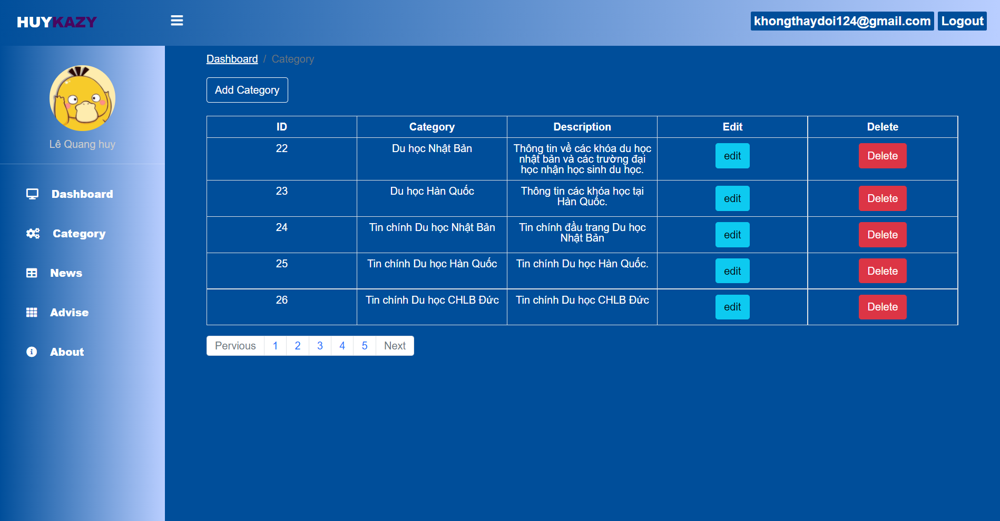 HUYKAZY
khongthaydoi124@gmail.com Logout
Lê Quang huy
Dashboard
Category
News
Advise
About
Dashboard / Category
Add Category
ID Category Description Edit Delete
22 Du học Nhật Bản Thông tin về các khóa du học edit Delete
nhật bản và các trường đại
học nhận học sinh du học.
23 Du học Hàn Quốc Thông tin các khóa học tại edit Delete
Hàn Quốc.
24 Tin chính Du học Nhật Bản Tin chính đầu trang Du học edit Delete
Nhật Bản
25 Tin chính Du học Hàn Quốc Tin chính Du học Hàn Quốc. edit Delete
26 Tin chính Du học CHLB Đức Tin chính Du học CHLB Đức edit Delete
Pervious 1 2 3 4 5 Next